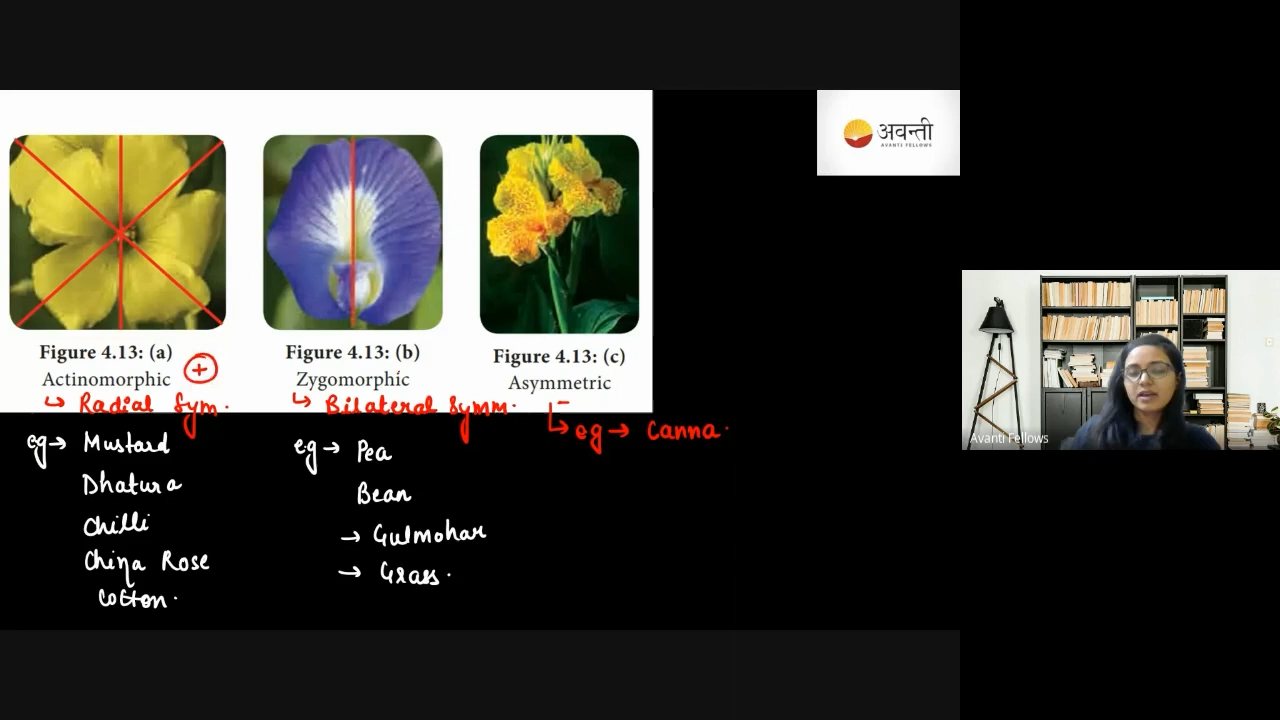 अवन्ती
AVANTI FELLOWS
Figure 4.13: (a)
Actinomorphic
+
↳ Radial Sym.
eg → Mustard
Dhatura
Chilli
China Rose
Cotton.
Figure 4.13: (b)
Zygomorphic
↳ Bilateral Symm.
eg → Pea
Bean
→ Gulmohar
→ Grass.
Figure 4.13: (c)
Asymmetric
↳ eg → Canna.
Avanti Fellows